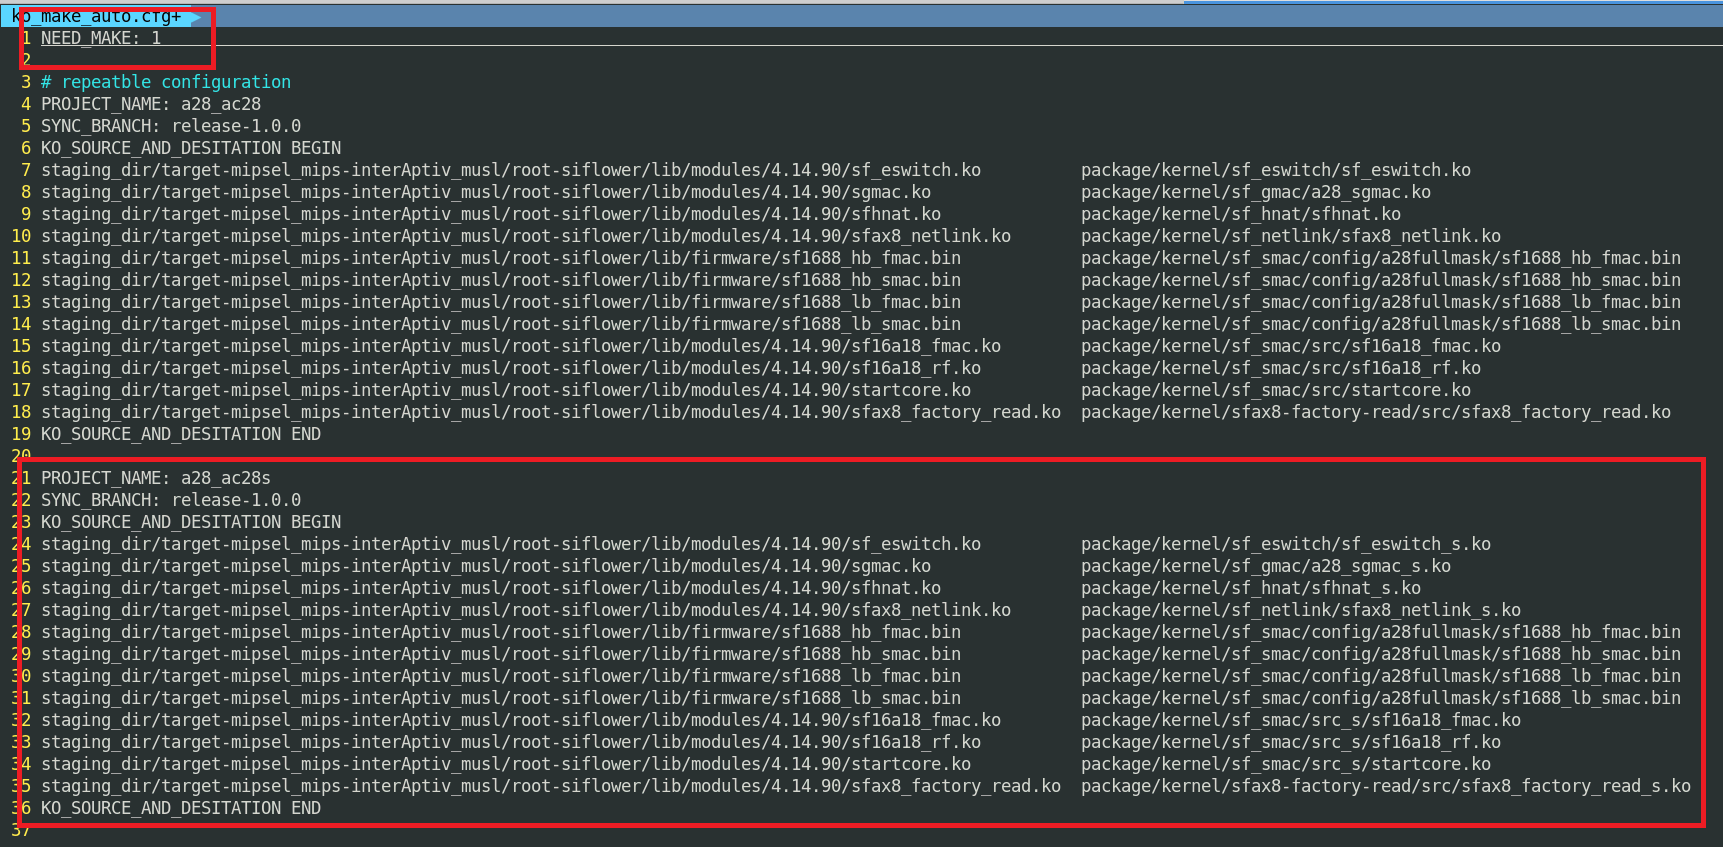 ko_make_auto.cfg+
1 NEED_MAKE: 1
2
3 # repeatble configuration
4 PROJECT_NAME: a28_ac28
5 SYNC_BRANCH: release-1.0.0
6 KO_SOURCE_AND_DESITATION BEGIN
7 staging_dir/target-mipsel_mips-interAptiv_musl/root-siflower/lib/modules/4.14.90/sf_eswitch.ko package/kernel/sf_eswitch/sf_eswitch.ko
8 staging_dir/target-mipsel_mips-interAptiv_musl/root-siflower/lib/modules/4.14.90/sgmac.ko package/kernel/sf_gmac/a28_sgmac.ko
9 staging_dir/target-mipsel_mips-interAptiv_musl/root-siflower/lib/modules/4.14.90/sfhnat.ko package/kernel/sf_hnat/sfhnat.ko
10 staging_dir/target-mipsel_mips-interAptiv_musl/root-siflower/lib/modules/4.14.90/sfax8_netlink.ko package/kernel/sf_netlink/sfax8_netlink.ko
11 staging_dir/target-mipsel_mips-interAptiv_musl/root-siflower/lib/firmware/sf1688_hb_fmac.bin package/kernel/sf_smac/config/a28fullmask/sf1688_hb_fmac.bin
12 staging_dir/target-mipsel_mips-interAptiv_musl/root-siflower/lib/firmware/sf1688_hb_smac.bin package/kernel/sf_smac/config/a28fullmask/sf1688_hb_smac.bin
13 staging_dir/target-mipsel_mips-interAptiv_musl/root-siflower/lib/firmware/sf1688_lb_fmac.bin package/kernel/sf_smac/config/a28fullmask/sf1688_lb_fmac.bin
14 staging_dir/target-mipsel_mips-interAptiv_musl/root-siflower/lib/firmware/sf1688_lb_smac.bin package/kernel/sf_smac/config/a28fullmask/sf1688_lb_smac.bin
15 staging_dir/target-mipsel_mips-interAptiv_musl/root-siflower/lib/modules/4.14.90/sf16a18_fmac.ko package/kernel/sf_smac/src/sf16a18_fmac.ko
16 staging_dir/target-mipsel_mips-interAptiv_musl/root-siflower/lib/modules/4.14.90/sf16a18_rf.ko package/kernel/sf_smac/src/sf16a18_rf.ko
17 staging_dir/target-mipsel_mips-interAptiv_musl/root-siflower/lib/modules/4.14.90/startcore.ko package/kernel/sf_smac/src/startcore.ko
18 staging_dir/target-mipsel_mips-interAptiv_musl/root-siflower/lib/modules/4.14.90/sfax8_factory_read.ko package/kernel/sfax8-factory-read/src/sfax8_factory_read.ko
19 KO_SOURCE_AND_DESITATION END
20
21 PROJECT_NAME: a28_ac28s
22 SYNC_BRANCH: release-1.0.0
23 KO_SOURCE_AND_DESITATION BEGIN
24 staging_dir/target-mipsel_mips-interAptiv_musl/root-siflower/lib/modules/4.14.90/sf_eswitch.ko package/kernel/sf_eswitch/sf_eswitch_s.ko
25 staging_dir/target-mipsel_mips-interAptiv_musl/root-siflower/lib/modules/4.14.90/sgmac.ko package/kernel/sf_gmac/a28_sgmac_s.ko
26 staging_dir/target-mipsel_mips-interAptiv_musl/root-siflower/lib/modules/4.14.90/sfhnat.ko package/kernel/sf_hnat/sfhnat_s.ko
27 staging_dir/target-mipsel_mips-interAptiv_musl/root-siflower/lib/modules/4.14.90/sfax8_netlink.ko package/kernel/sf_netlink/sfax8_netlink_s.ko
28 staging_dir/target-mipsel_mips-interAptiv_musl/root-siflower/lib/firmware/sf1688_hb_fmac.bin package/kernel/sf_smac/config/a28fullmask/sf1688_hb_fmac.bin
29 staging_dir/target-mipsel_mips-interAptiv_musl/root-siflower/lib/firmware/sf1688_hb_smac.bin package/kernel/sf_smac/config/a28fullmask/sf1688_hb_smac.bin
30 staging_dir/target-mipsel_mips-interAptiv_musl/root-siflower/lib/firmware/sf1688_lb_fmac.bin package/kernel/sf_smac/config/a28fullmask/sf1688_lb_fmac.bin
31 staging_dir/target-mipsel_mips-interAptiv_musl/root-siflower/lib/firmware/sf1688_lb_smac.bin package/kernel/sf_smac/config/a28fullmask/sf1688_lb_smac.bin
32 staging_dir/target-mipsel_mips-interAptiv_musl/root-siflower/lib/modules/4.14.90/sf16a18_fmac.ko package/kernel/sf_smac/src_s/sf16a18_fmac.ko
33 staging_dir/target-mipsel_mips-interAptiv_musl/root-siflower/lib/modules/4.14.90/sf16a18_rf.ko package/kernel/sf_smac/src_s/sf16a18_rf.ko
34 staging_dir/target-mipsel_mips-interAptiv_musl/root-siflower/lib/modules/4.14.90/startcore.ko package/kernel/sf_smac/src_s/startcore.ko
35 staging_dir/target-mipsel_mips-interAptiv_musl/root-siflower/lib/modules/4.14.90/sfax8_factory_read.ko package/kernel/sfax8-factory-read/src/sfax8_factory_read_s.ko
36 KO_SOURCE_AND_DESITATION END
37